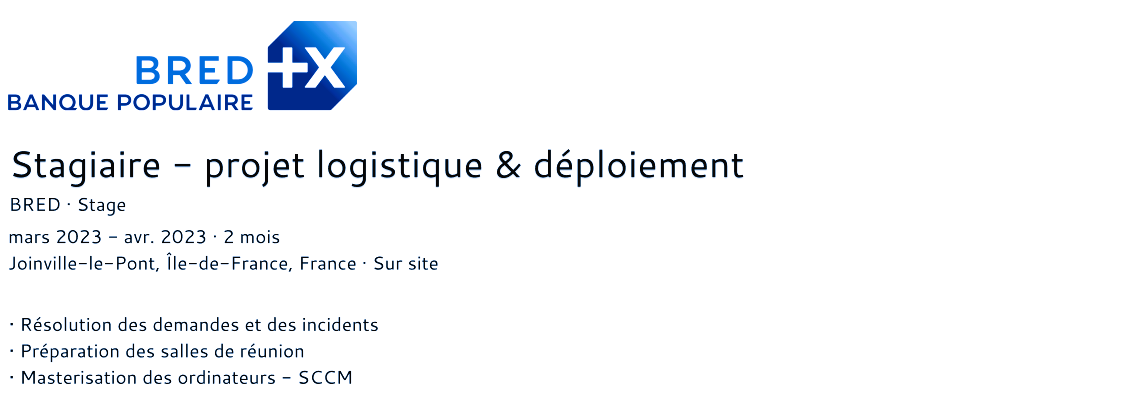 BRED
BANQUE POPULAIRE
+X
Stagiaire - projet logistique & déploiement
BRED · Stage
mars 2023 - avr. 2023 · 2 mois
Joinville-le-Pont, Île-de-France, France · Sur site
· Résolution des demandes et des incidents
· Préparation des salles de réunion
· Masterisation des ordinateurs - SCCM